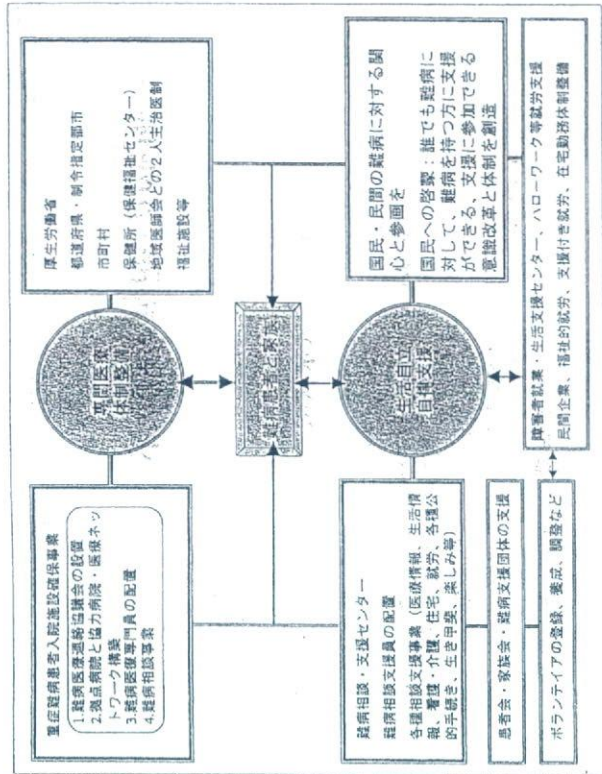 重症難病患者入院施設確保事業
1. 難病医療連絡協議会の設置
2. 拠点病院と協力病院・医療ネッ
トワーク構築
3. 難病医療専門員の配置
4. 難病相談事業
専門医療
体制整備
厚生労働省
都道府県・制令指定都市
市町村
保健所（保健福祉センター）
地域医師会との２人主治医制
福祉施設等
難病患者と家族
難病相談・支援センター
難病相談支援員の配置
各種相談支援事業（医療情報、生活情
報、看護・介護、住宅、就労、各種公
的手続き、生き甲斐、楽しみ等）
生活自立
自働支援
国民・民間の難病に対する関
心と参画を
国民への啓蒙：誰でも難病に
対して、難病を持つ方に支援
ができる、支援に参加できる
意識改革と体制を創造
患者会・家族会・難病支援団体の支援
ボランテイアの登録、養成、調整など
障害者就業・生活支援センター、ハローワーク等就労支援
民間企業、福祉的就労、支援付き就労、在宅勤務体制整備